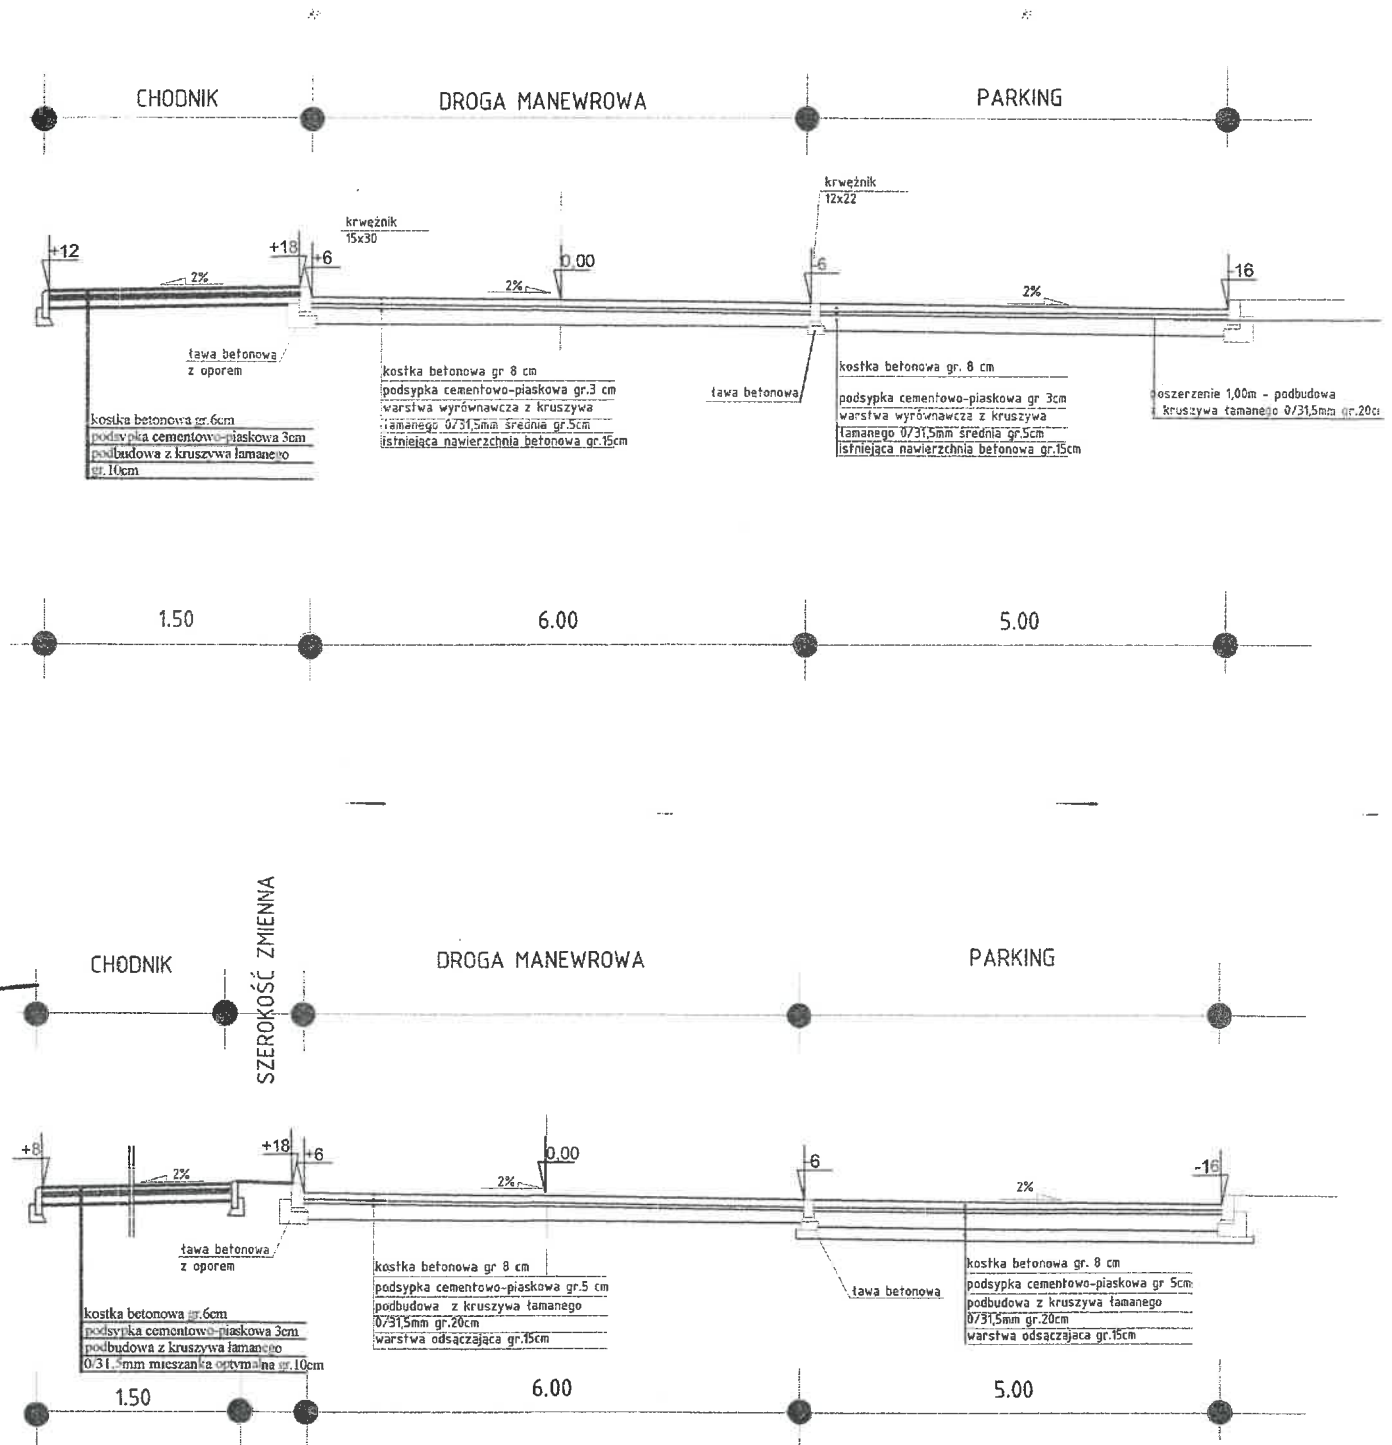 CHODNIK
DROGA MANEWROWA
PARKING
krwężnik
12x22
krwężnik
15x30
+12
+18
+6
0,00
-6
-16
2%
2%
2%
ława betonowa
z oporem
kostka betonowa gr 8 cm
podsypka cementowo-piaskowa gr.3 cm
warstwa wyrównawcza z kruszywa
łamanego 0/31,5mm średnia gr.5cm
istniejąca nawierzchnia betonowa gr.15cm
ława betonowa
kostka betonowa gr. 8 cm
podsypka cementowo-piaskowa gr 3cm
warstwa wyrównawcza z kruszywa
łamanego 0/31,5mm średnia gr.5cm
istniejąca nawierzchnia betonowa gr.15cm
poszerzenie 1,00m - podbudowa
z kruszywa łamanego 0/31,5mm gr.20c
kostka betonowa gr.6cm
podsypka cementowo-piaskowa 3cm
podbudowa z kruszywa łamanego
gr.10cm
1.50
6.00
5.00
CHODNIK
SZEROKOŚĆ ZMIENNA
DROGA MANEWROWA
PARKING
+8
+18
+6
0,00
-6
-16
2%
2%
2%
ława betonowa
z oporem
kostka betonowa gr 8 cm
podsypka cementowo-piaskowa gr.5 cm
podbudowa z kruszywa łamanego
0/31,5mm gr.20cm
warstwa odsączająca gr.15cm
ława betonowa
kostka betonowa gr. 8 cm
podsypka cementowo-piaskowa gr 5cm
podbudowa z kruszywa łamanego
0/31,5mm gr.20cm
warstwa odsączajaca gr.15cm
kostka betonowa gr.6cm
podsypka cementowo-piaskowa 3cm
podbudowa z kruszywa łamanego
0/31,5mm mieszanka optymalna gr.10cm
1.50
6.00
5.00